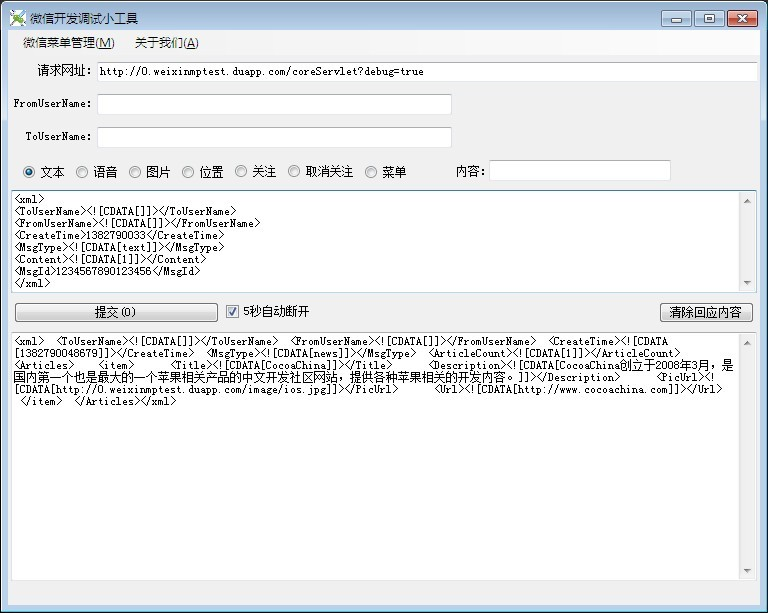 微信开发调试小工具
微信菜单管理(M) 关于我们(A)
请求网址: http://0.weixinmptest.duapp.com/coreServlet?debug=true
FromUserName:
ToUserName:
文本 语音 图片 位置 关注 取消关注 菜单 内容:
<xml>
<ToUserName><![CDATA[]]></ToUserName>
<FromUserName><![CDATA[]]></FromUserName>
<CreateTime>1382790033</CreateTime>
<MsgType><![CDATA[text]]></MsgType>
<Content><![CDATA[1]]></Content>
<MsgId>1234567890123456</MsgId>
</xml>
提交(0) 5秒自动断开 清除回应内容
<xml> <ToUserName><![CDATA[]]></ToUserName> <FromUserName><![CDATA[]]></FromUserName> <CreateTime><![CDATA
[1382790048679]]></CreateTime> <MsgType><![CDATA[news]]></MsgType> <ArticleCount><![CDATA[1]]></ArticleCount>
<Articles> <item> <Title><![CDATA[CocoaChina]]></Title> <Description><![CDATA[CocoaChina创立于2008年3月，是
国内第一个也是最大的一个苹果相关产品的中文开发社区网站，提供各种苹果相关的开发内容。]]></Description> <PicUrl><!
[CDATA[http://0.weixinmptest.duapp.com/image/ios.jpg]]></PicUrl> <Url><![CDATA[http://www.cocoachina.com]]></Url>
</item> </Articles></xml>